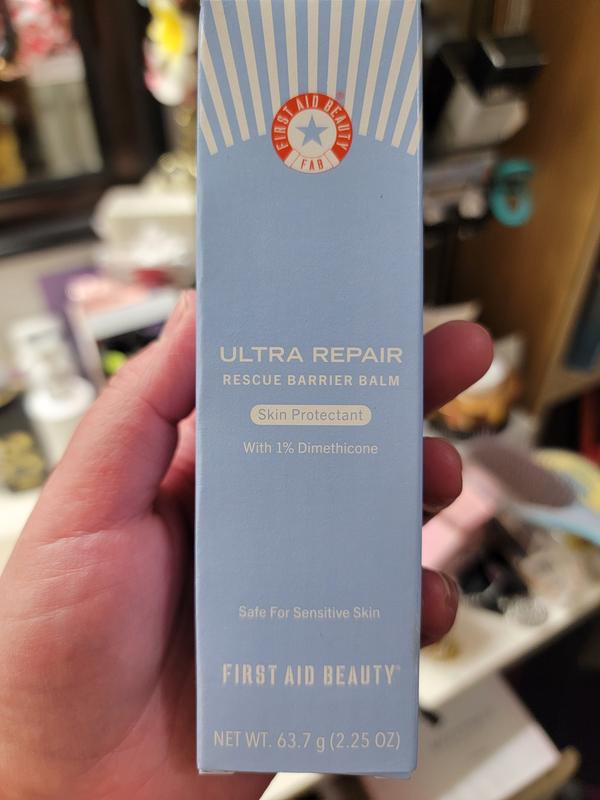 FIRST AID BEAUTY
FAB
ULTRA REPAIR
RESCUE BARRIER BALM
Skin Protectant
With 1% Dimethicone
Safe For Sensitive Skin
FIRST AID BEAUTY®
NET WT. 63.7 g (2.25 OZ)